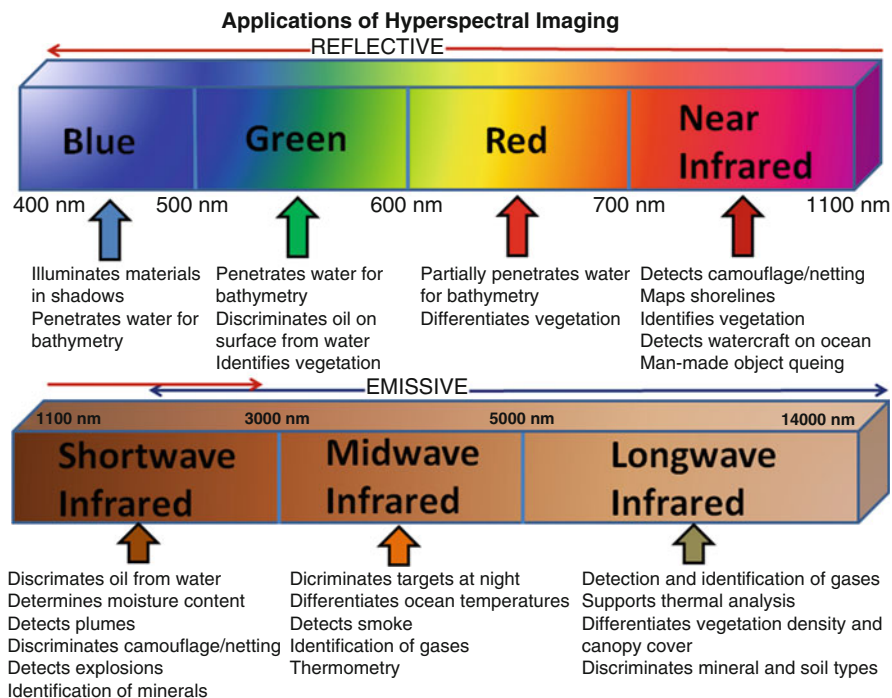 Applications of Hyperspectral Imaging
REFLECTIVE
Blue
Green
Red
Near
Infrared
400 nm
500 nm
600 nm
700 nm
1100 nm
Illuminates materials
in shadows
Penetrates water for
bathymetry
Penetrates water for
bathymetry
Discriminates oil on
surface from water
Identifies vegetation
Partially penetrates water
for bathymetry
Differentiates vegetation
Detects camouflage/netting
Maps shorelines
Identifies vegetation
Detects watercraft on ocean
Man-made object queing
EMISSIVE
1100 nm
3000 nm
5000 nm
14000 nm
Shortwave
Infrared
Midwave
Infrared
Longwave
Infrared
Discrimates oil from water
Determines moisture content
Detects plumes
Discriminates camouflage/netting
Detects explosions
Identification of minerals
Dicriminates targets at night
Differentiates ocean temperatures
Detects smoke
Identification of gases
Thermometry
Detection and identification of gases
Supports thermal analysis
Differentiates vegetation density and
canopy cover
Discriminates mineral and soil types